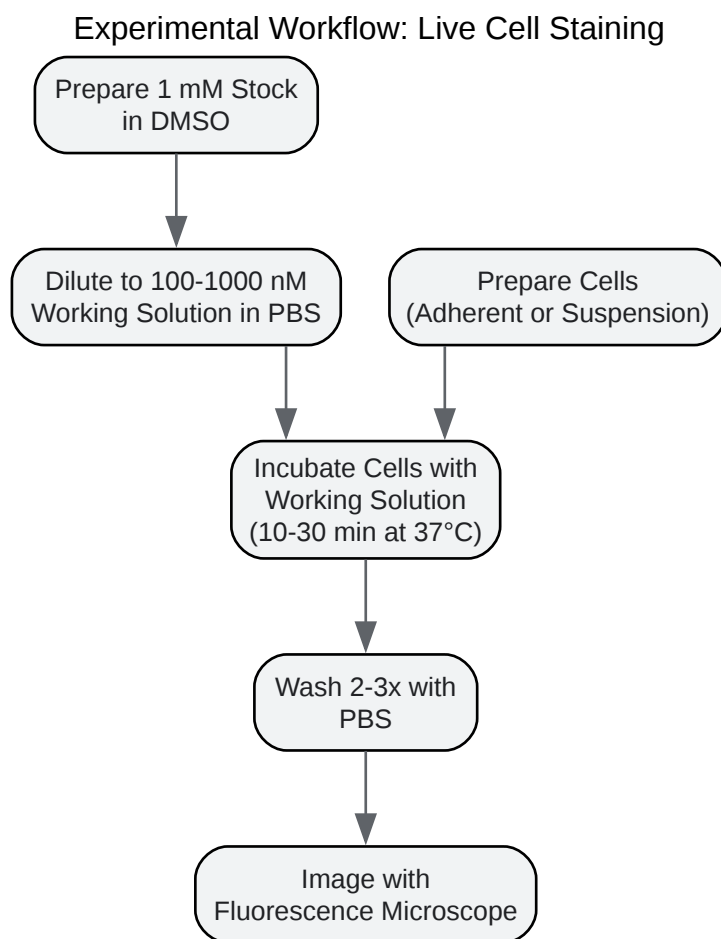 Experimental Workflow: Live Cell Staining
Prepare 1 mM Stock
in DMSO
Dilute to 100-1000 nM
Working Solution in PBS
Prepare Cells
(Adherent or Suspension)
Incubate Cells with
Working Solution
(10-30 min at 37°C)
Wash 2-3x with
PBS
Image with
Fluorescence Microscope